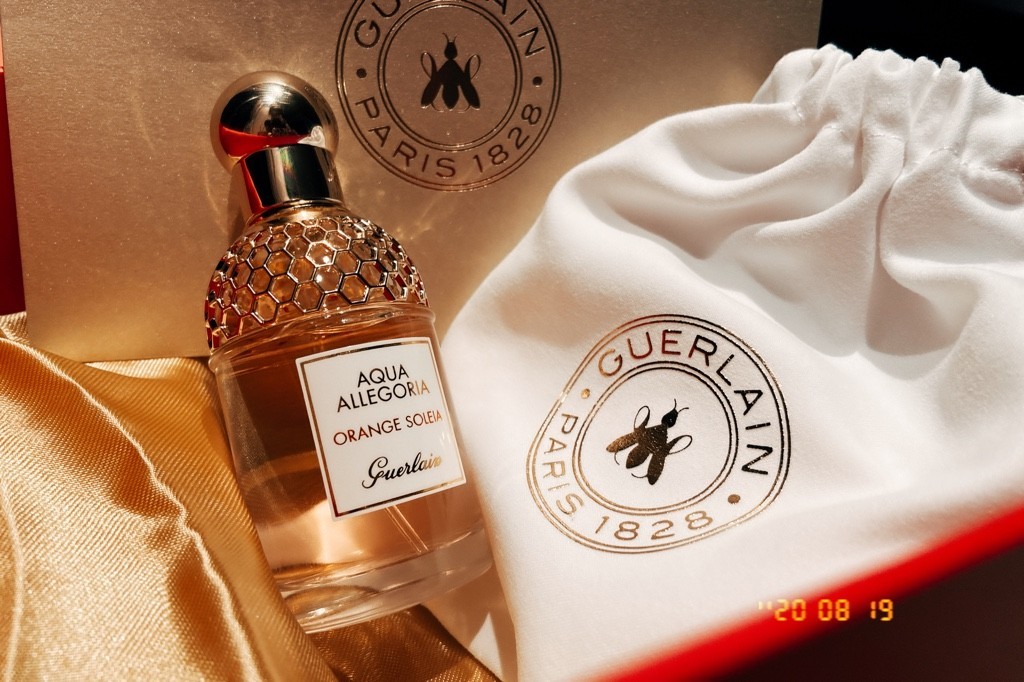 GUERLAIN
PARIS 1828
AQUA
ALLEGORIA
ORANGE SOLEIA
Guerlain
GUERLAIN
PARIS 1828
'20 08 19